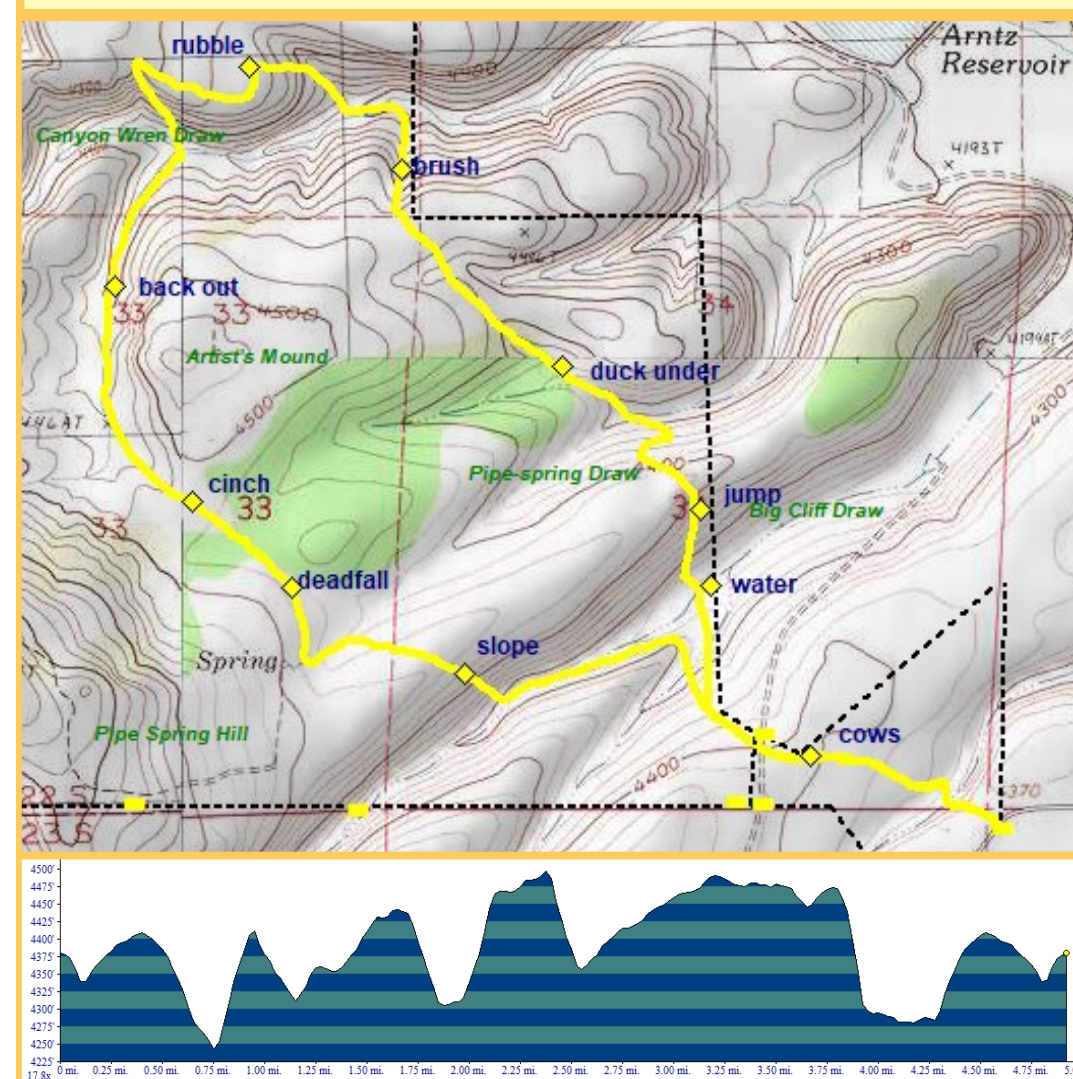 rubble
Arntz
Reservoir
4400
Canyon Wren Draw
4193T
brush
4300
back out
33
33
4500
34
Artist's Mound
duck under
4500
4300
Pipe-spring Draw
cinch
33
33
jump
Big Cliff Draw
deadfall
water
slope
Spring
Pipe Spring Hill
cows
4400
4500'
4475'
4450'
4425'
4400'
4375'
4350'
4325'
4300'
4275'
4250'
4225'
0 mi. 0.25 mi. 0.50 mi. 0.75 mi. 1.00 mi. 1.25 mi. 1.50 mi. 1.75 mi. 2.00 mi. 2.25 mi. 2.50 mi. 2.75 mi. 3.00 mi. 3.25 mi. 3.50 mi. 3.75 mi. 4.00 mi. 4.25 mi. 4.50 mi. 4.75 mi.
17.8x